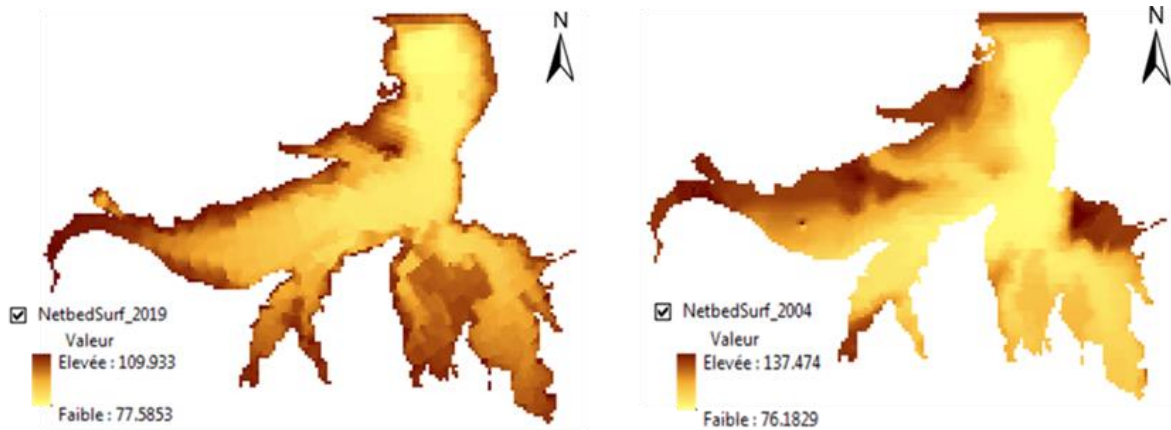 N
NetbedSurf_2019
Valeur
Elevée : 109.933
Faible : 77.5853
N
NetbedSurf_2004
Valeur
Elevée : 137.474
Faible : 76.1829